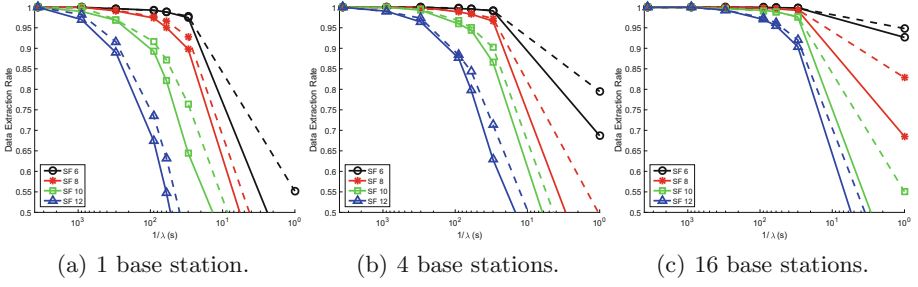 1
0.95
0.9
0.85
0.8
0.75
0.7
0.65
0.6
0.55
0.5
Data Extraction Rate
SF 6
SF 8
SF 10
SF 12
10³
10²
10¹
10⁰
1/ λ (s)
(a) 1 base station.
1
0.95
0.9
0.85
0.8
0.75
0.7
0.65
0.6
0.55
0.5
Data Extraction Rate
SF 6
SF 8
SF 10
SF 12
10³
10²
10¹
10⁰
1/ λ (s)
(b) 4 base stations.
1
0.95
0.9
0.85
0.8
0.75
0.7
0.65
0.6
0.55
0.5
Data Extraction Rate
SF 6
SF 8
SF 10
SF 12
10³
10²
10¹
10⁰
1/ λ (s)
(c) 16 base stations.